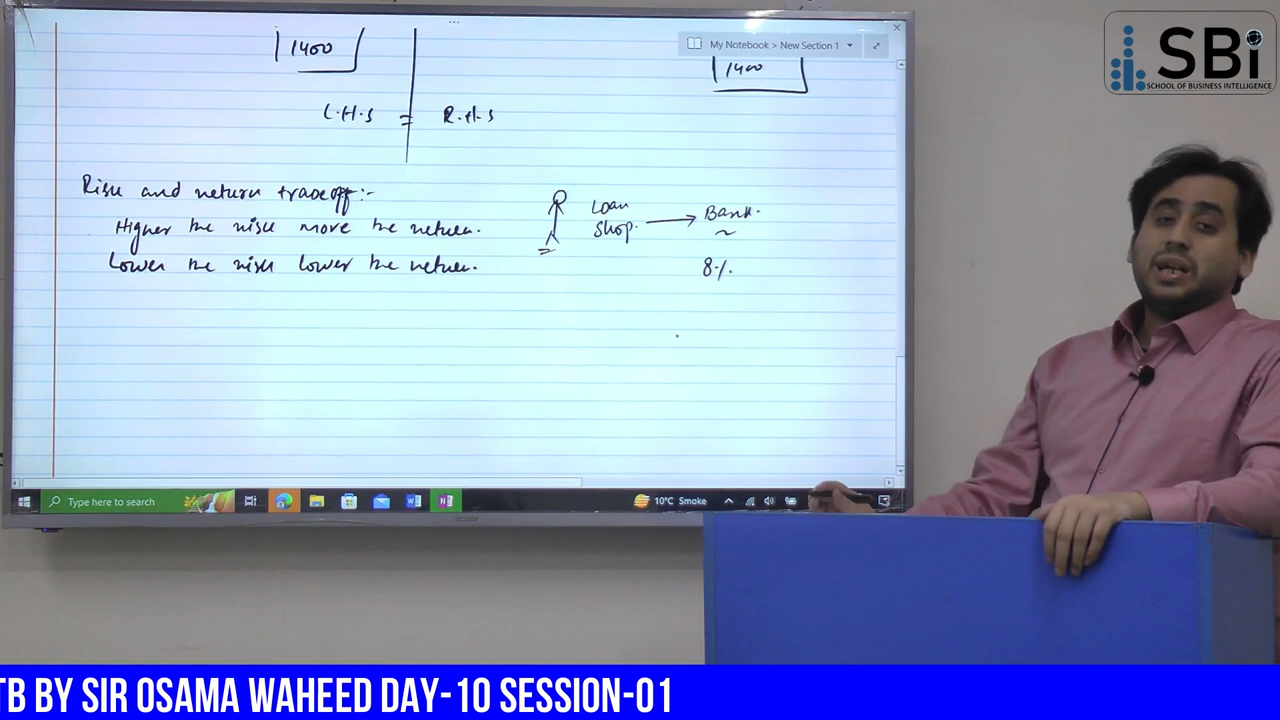 1400
My Notebook > New Section 1
1400
L.H.S = R.H.S
Risk and return tradeoff:-
Higher the risk more the return.
Lower the risk lower the return.
Loan
Shop. → Bank.
8%
Type here to search
10°C Smoke
SBi
SCHOOL OF BUSINESS INTELLIGENCE
TB BY SIR OSAMA WAHEED DAY-10 SESSION-01